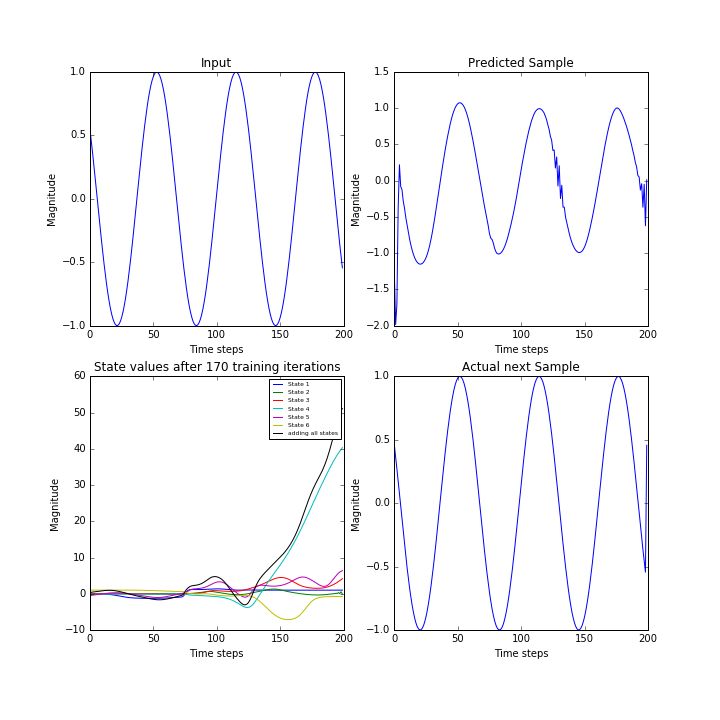 Input
Magnitude
1.0
0.5
0.0
−0.5
−1.0
0 50 100 150 200
Time steps
Predicted Sample
Magnitude
1.5
1.0
0.5
0.0
−0.5
−1.0
−1.5
−2.0
0 50 100 150 200
Time steps
State values after 170 training iterations
Magnitude
60
50
40
30
20
10
0
−10
State 1
State 2
State 3
State 4
State 5
State 6
adding all states
0 50 100 150 200
Time steps
Actual next Sample
Magnitude
1.0
0.5
0.0
−0.5
−1.0
0 50 100 150 200
Time steps